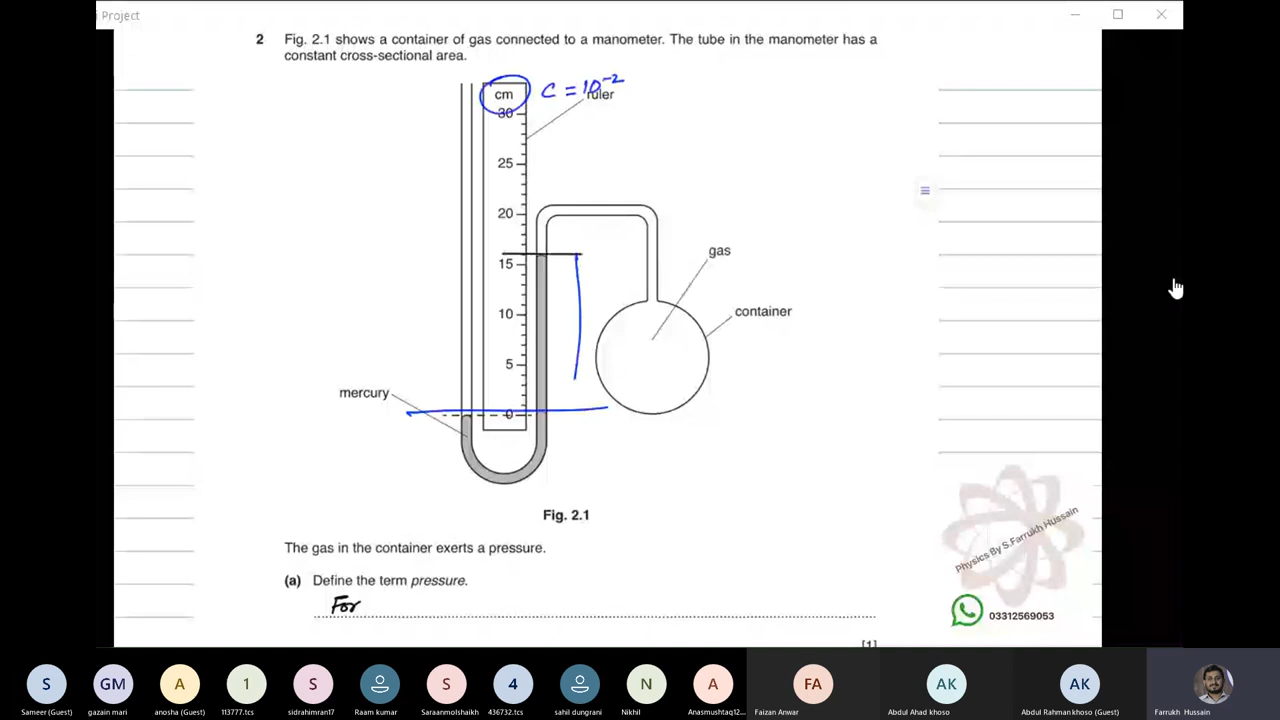 Project
2 Fig. 2.1 shows a container of gas connected to a manometer. The tube in the manometer has a
constant cross-sectional area.
cm
C = 10⁻²
ruler
30
25
20
15
10
5
0
gas
container
mercury
Fig. 2.1
The gas in the container exerts a pressure.
(a) Define the term pressure.
For
[1]
Physics By S.Farrukh Hussain
03312569053
S GM A 1 S S 4 N A FA AK AK
Sameer (Guest) gazain mari anosha (Guest) 113777.tcs sidrahimran17 Raam kumar Saraanmolshaikh 436732.tcs sahil dungrani Nikhil Anasmushtaq12... Faizan Anwar Abdul Ahad khoso Abdul Rahman khoso (Guest) Farrukh Hussain